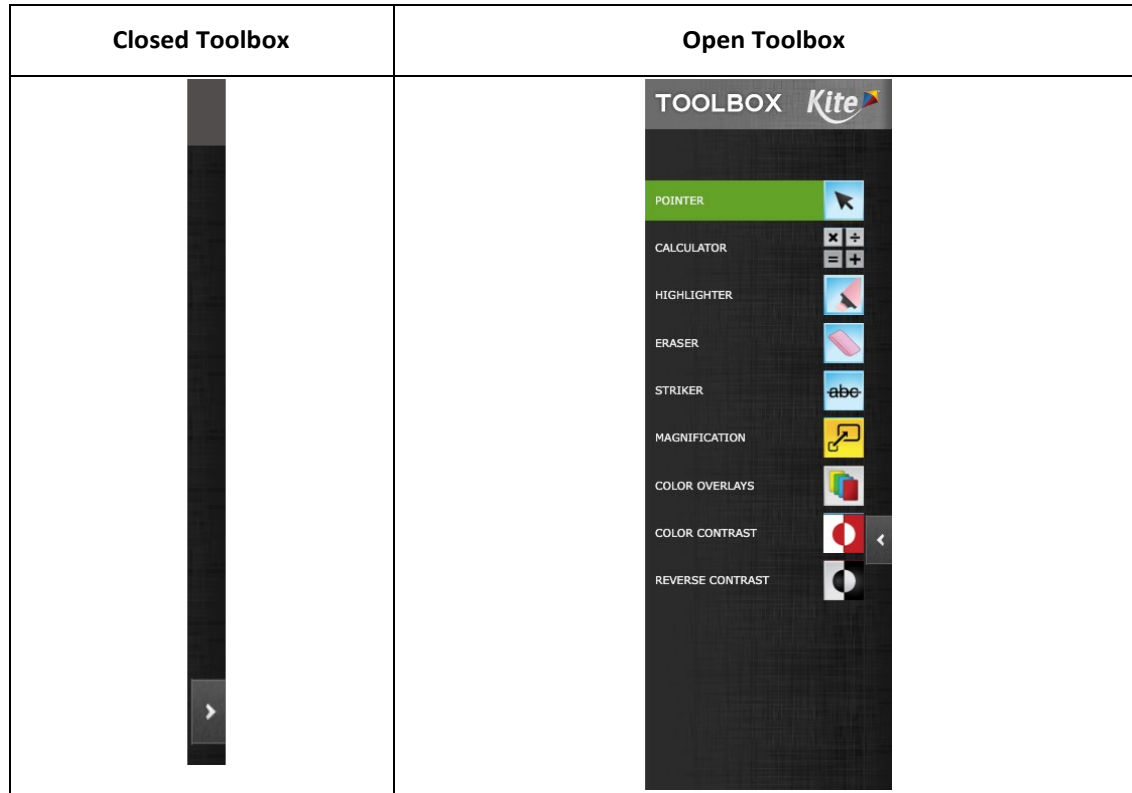 Closed Toolbox
Open Toolbox
TOOLBOX Kite
POINTER
CALCULATOR
× ÷
= +
HIGHLIGHTER
ERASER
STRIKER abc
MAGNIFICATION
COLOR OVERLAYS
COLOR CONTRAST
REVERSE CONTRAST